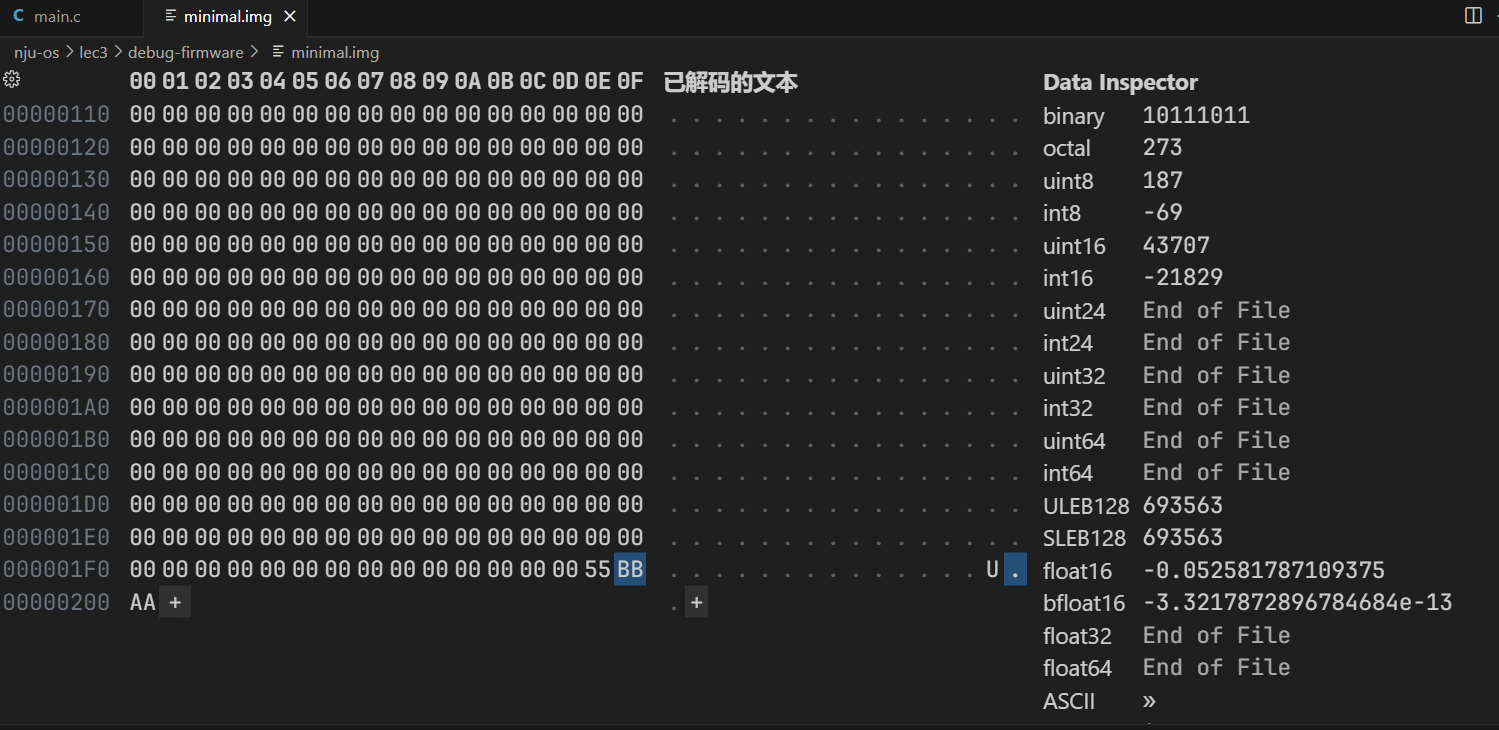 C main.c minimal.img ×
nju-os > lec3 > debug-firmware > minimal.img
00 01 02 03 04 05 06 07 08 09 0A 0B 0C 0D 0E 0F 已解码的文本 Data Inspector
00000110 00 00 00 00 00 00 00 00 00 00 00 00 00 00 00 00 . . . . . . . . . . . . . . . . binary 10111011
00000120 00 00 00 00 00 00 00 00 00 00 00 00 00 00 00 00 . . . . . . . . . . . . . . . . octal 273
00000130 00 00 00 00 00 00 00 00 00 00 00 00 00 00 00 00 . . . . . . . . . . . . . . . . uint8 187
00000140 00 00 00 00 00 00 00 00 00 00 00 00 00 00 00 00 . . . . . . . . . . . . . . . . int8 -69
00000150 00 00 00 00 00 00 00 00 00 00 00 00 00 00 00 00 . . . . . . . . . . . . . . . . uint16 43707
00000160 00 00 00 00 00 00 00 00 00 00 00 00 00 00 00 00 . . . . . . . . . . . . . . . . int16 -21829
00000170 00 00 00 00 00 00 00 00 00 00 00 00 00 00 00 00 . . . . . . . . . . . . . . . . uint24 End of File
00000180 00 00 00 00 00 00 00 00 00 00 00 00 00 00 00 00 . . . . . . . . . . . . . . . . int24 End of File
00000190 00 00 00 00 00 00 00 00 00 00 00 00 00 00 00 00 . . . . . . . . . . . . . . . . uint32 End of File
000001A0 00 00 00 00 00 00 00 00 00 00 00 00 00 00 00 00 . . . . . . . . . . . . . . . . int32 End of File
000001B0 00 00 00 00 00 00 00 00 00 00 00 00 00 00 00 00 . . . . . . . . . . . . . . . . uint64 End of File
000001C0 00 00 00 00 00 00 00 00 00 00 00 00 00 00 00 00 . . . . . . . . . . . . . . . . int64 End of File
000001D0 00 00 00 00 00 00 00 00 00 00 00 00 00 00 00 00 . . . . . . . . . . . . . . . . ULEB128 693563
000001E0 00 00 00 00 00 00 00 00 00 00 00 00 00 00 00 00 . . . . . . . . . . . . . . . . SLEB128 693563
000001F0 00 00 00 00 00 00 00 00 00 00 00 00 00 00 55 BB . . . . . . . . . . . . . . U . float16 -0.052581787109375
00000200 AA + . + bfloat16 -3.3217872896784684e-13
float32 End of File
float64 End of File
ASCII »